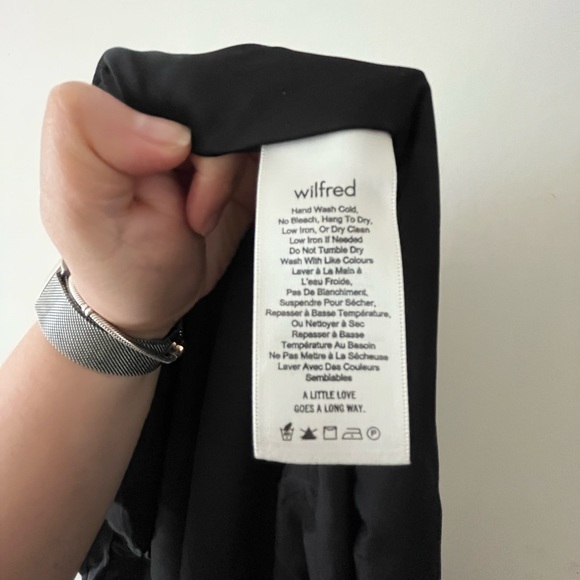 wilfred
Hand Wash Cold,
No Bleach, Hang To Dry,
Low Iron, Or Dry Clean
Low Iron If Needed
Do Not Tumble Dry
Wash With Like Colours
Laver à La Main à
L'eau Froide,
Pas De Blanchiment,
Suspendre Pour Sécher,
Repasser à Basse Température,
Ou Nettoyer à Sec
Repasser à Basse
Température Au Besoin
Ne Pas Mettre à La Sécheuse
Laver Avec Des Couleurs
Semblables
A LITTLE LOVE
GOES A LONG WAY.
P